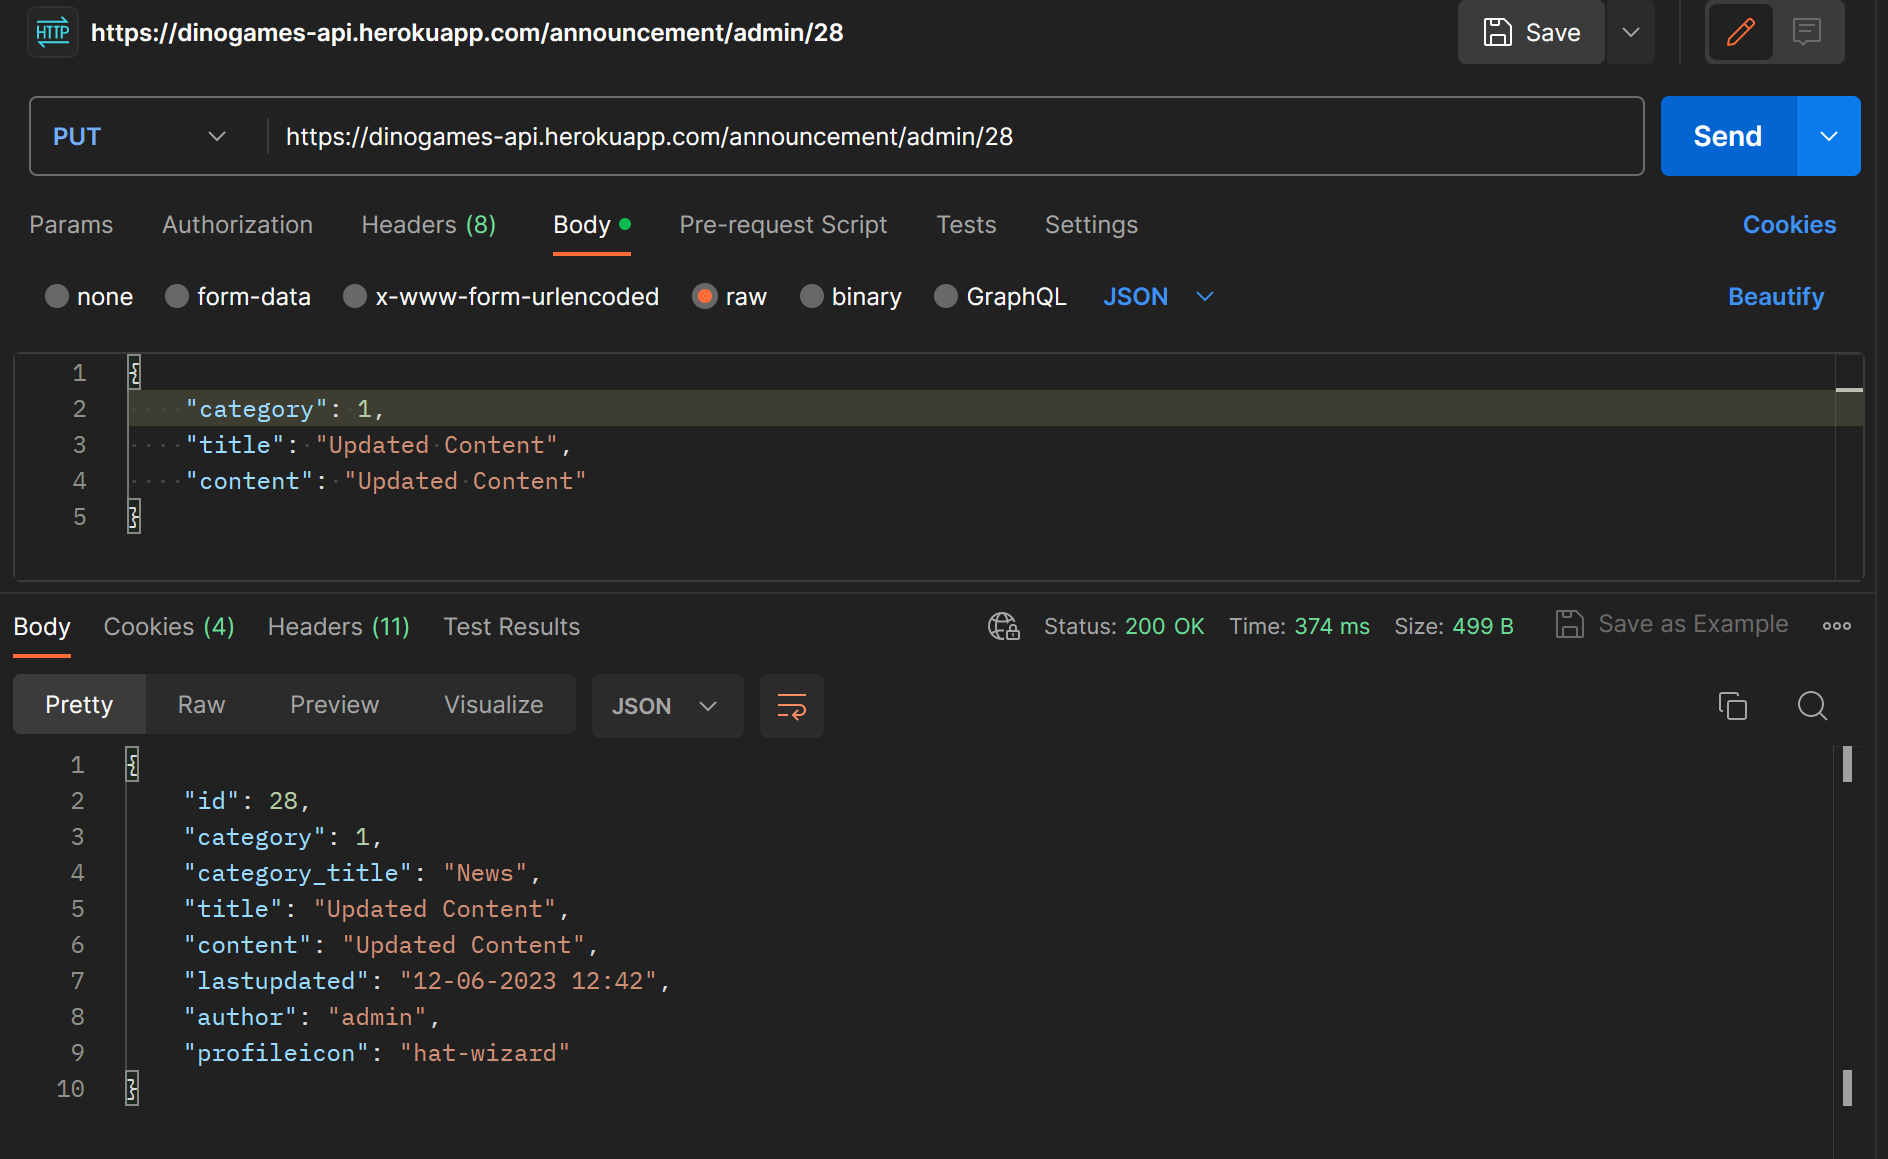 HTTP https://dinogames-api.herokuapp.com/announcement/admin/28 Save
PUT https://dinogames-api.herokuapp.com/announcement/admin/28 Send
Params Authorization Headers (8) Body Pre-request Script Tests Settings Cookies
none form-data x-www-form-urlencoded raw binary GraphQL JSON Beautify
1 {
2 "category": 1,
3 "title": "Updated Content",
4 "content": "Updated Content"
5 }
Body Cookies (4) Headers (11) Test Results Status: 200 OK Time: 374 ms Size: 499 B Save as Example
Pretty Raw Preview Visualize JSON
1 {
2 "id": 28,
3 "category": 1,
4 "category_title": "News",
5 "title": "Updated Content",
6 "content": "Updated Content",
7 "lastupdated": "12-06-2023 12:42",
8 "author": "admin",
9 "profileicon": "hat-wizard"
10 }